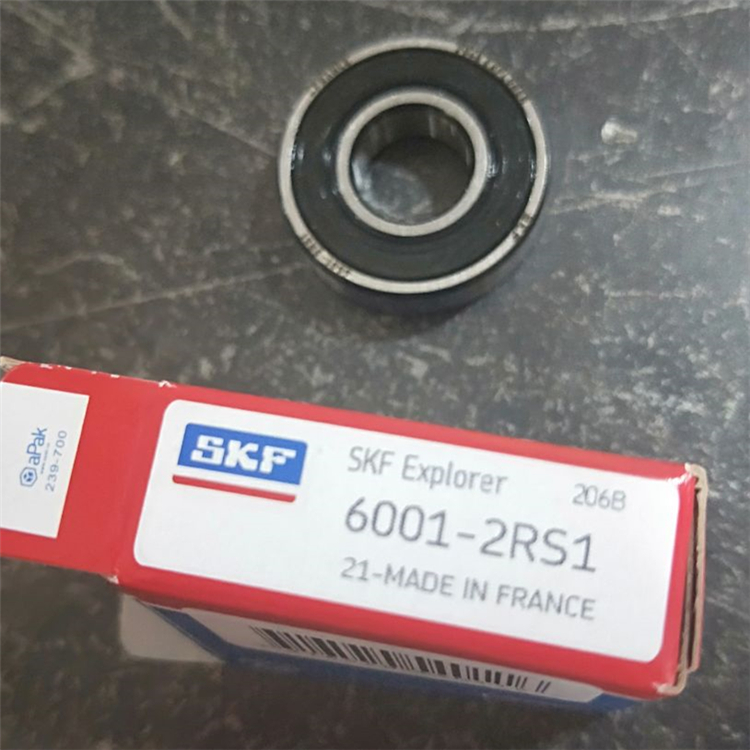 SKF
SKF Explorer
206B
6001-2RS1
21-MADE IN FRANCE
aPak
239-700